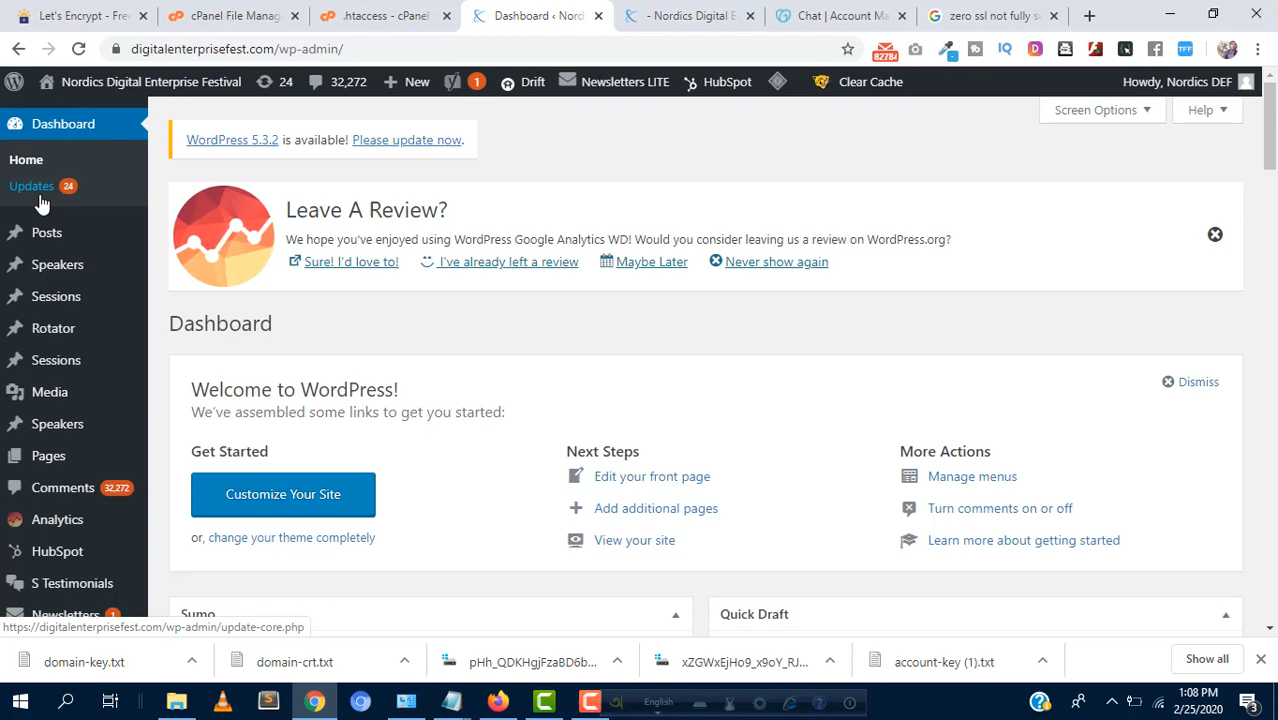 Let's Encrypt - Free
cPanel File Manag
.htaccess - cPanel
Dashboard ‹ Nord
- Nordics Digital E
Chat | Account Ma
zero ssl not fully se
digitalenterprisefest.com/wp-admin/
82784
Nordics Digital Enterprise Festival
24
32,272
New
1
Drift
Newsletters LITE
HubSpot
Clear Cache
Howdy, Nordics DEF
Dashboard
Home
Updates 24
Posts
Speakers
Sessions
Rotator
Sessions
Media
Speakers
Pages
Comments 32,272
Analytics
HubSpot
S Testimonials
Newsletters 1
Screen Options
Help
WordPress 5.3.2 is available! Please update now.
Leave A Review?
We hope you've enjoyed using WordPress Google Analytics WD! Would you consider leaving us a review on WordPress.org?
Sure! I'd love to!
I've already left a review
Maybe Later
Never show again
Dashboard
Welcome to WordPress!
Dismiss
We've assembled some links to get you started:
Get Started
Customize Your Site
or, change your theme completely
Next Steps
Edit your front page
Add additional pages
View your site
More Actions
Manage menus
Turn comments on or off
Learn more about getting started
Sumo
Quick Draft
https://digitalenterprisefest.com/wp-admin/update-core.php
domain-key.txt
domain-crt.txt
pHh_QDKHgjFzaBD6b...
xZGWxEjHo9_x9oY_RJ...
account-key (1).txt
Show all
English
1:08 PM
2/25/2020
3